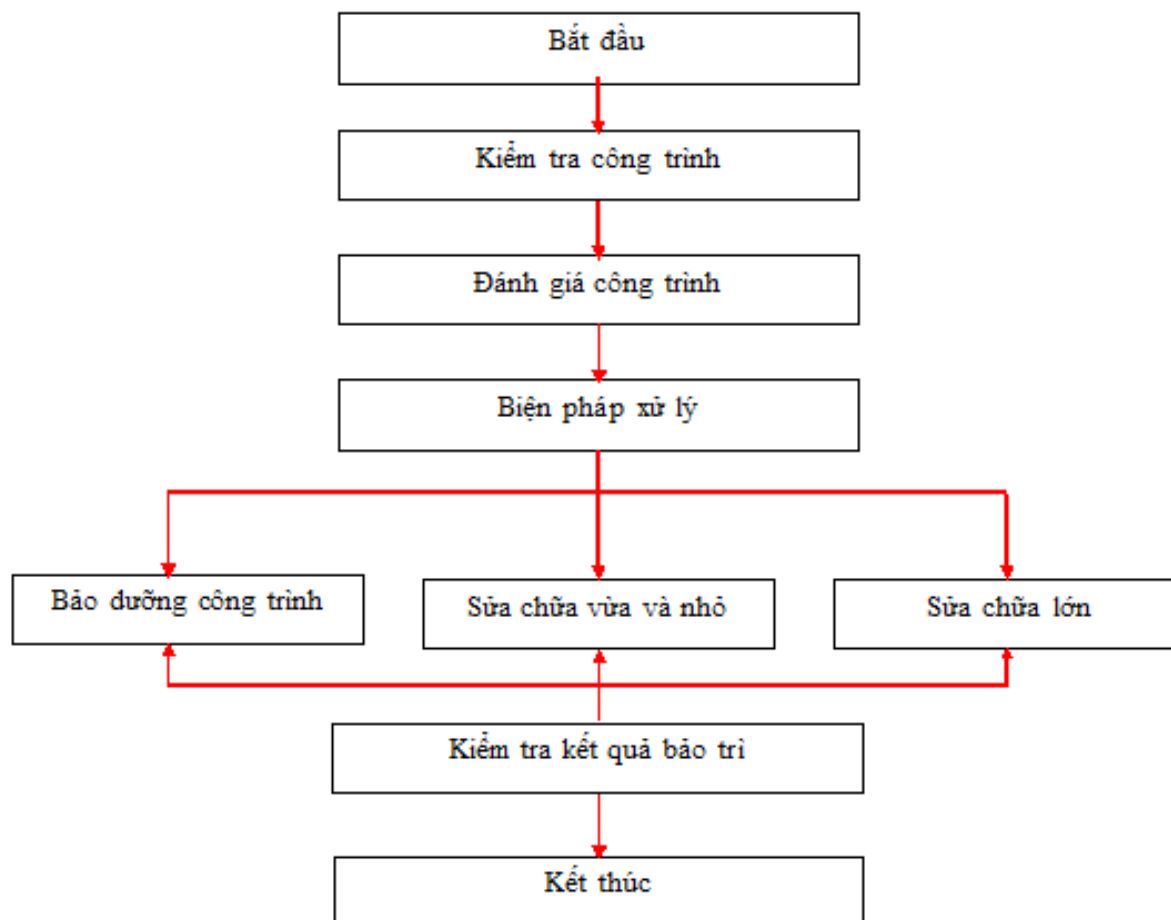 Bắt đầu
Kiểm tra công trình
Đánh giá công trình
Biện pháp xử lý
Bảo dưỡng công trình
Sửa chữa vừa và nhỏ
Sửa chữa lớn
Kiểm tra kết quả bảo trì
Kết thúc